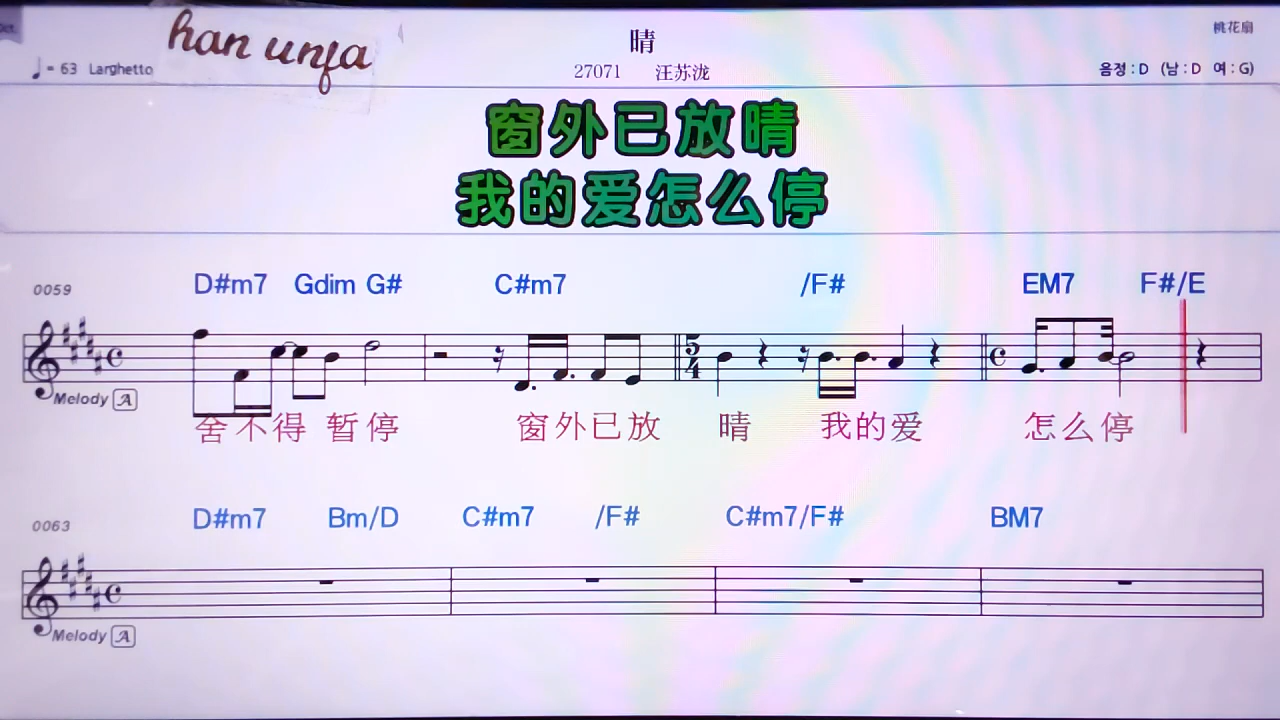 han unfa
晴
桃花扇
♩= 63 Larghetto
27071 汪苏泷
음정 : D (남 : D 여 : G)
窗外已放晴
我的爱怎么停
0059
D#m7 Gdim G# C#m7 /F# EM7 F#/E
5/4
Melody A
舍不得 暂停 窗外已放 晴 我的爱 怎么停
0063
D#m7 Bm/D C#m7 /F# C#m7/F# BM7
Melody A